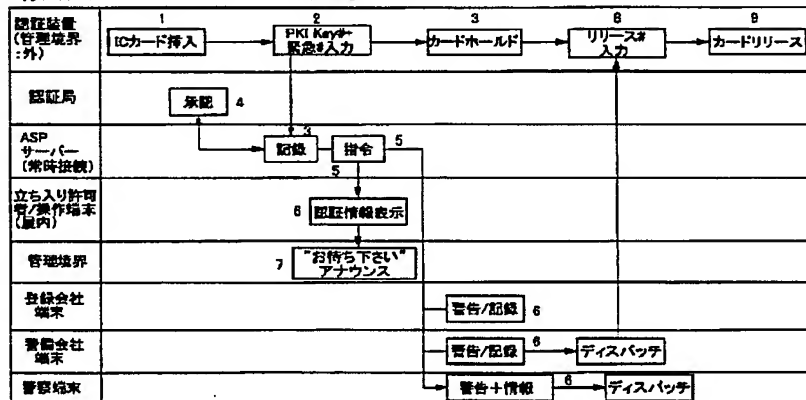 認証装置
(管理境界
:外)
1
ICカード挿入
2
PKI Key#+
緊急#入力
3
カードホールド
8
リリース#
入力
9
カードリリース
認証局
承認
4
ASP
サーバー
(常時接続)
3
記録
指令
5
5
立ち入り許可
者/操作端末
(屋内)
6
認証情報表示
管理境界
7
"お待ち下さい"
アナウンス
登録会社
端末
警告/記録
6
警備会社
端末
警告/記録
6
ディスパッチ
警察端末
警告+情報
6
ディスパッチ